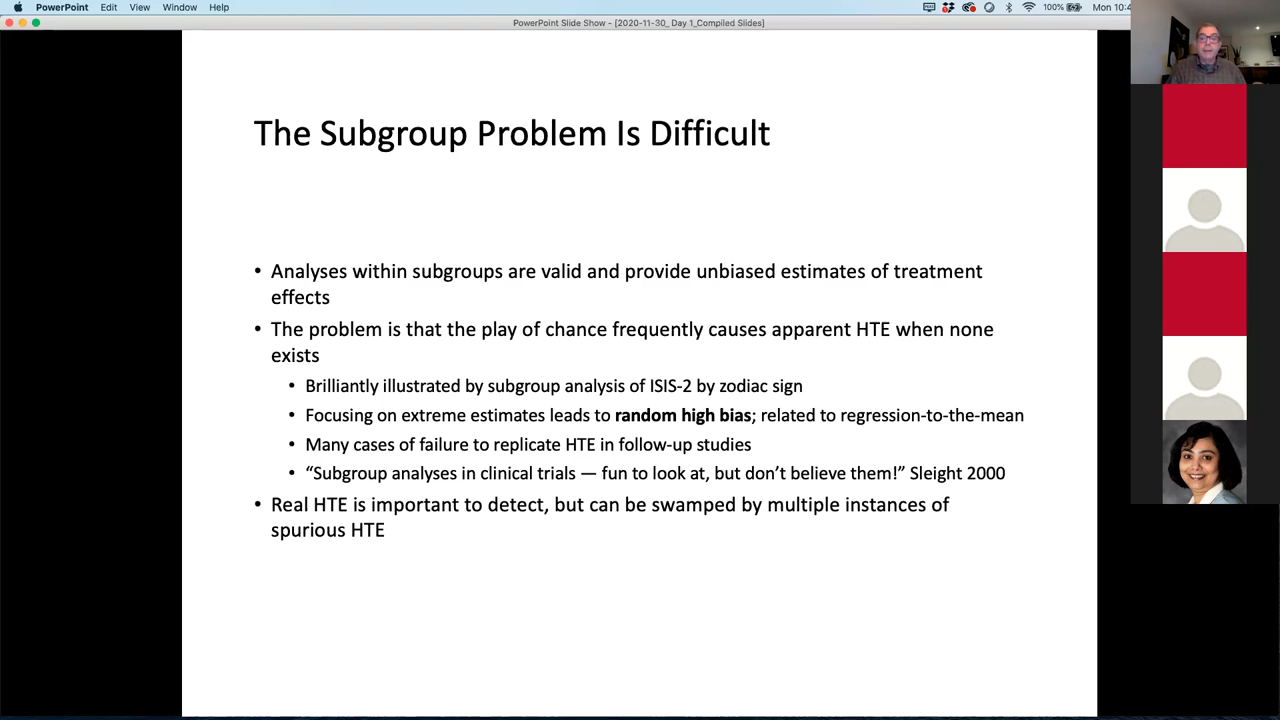 PowerPoint Edit View Window Help 100% Mon 10:4
PowerPoint Slide Show - [2020-11-30_ Day 1_Compiled Slides]
The Subgroup Problem Is Difficult
• Analyses within subgroups are valid and provide unbiased estimates of treatment
effects
• The problem is that the play of chance frequently causes apparent HTE when none
exists
• Brilliantly illustrated by subgroup analysis of ISIS-2 by zodiac sign
• Focusing on extreme estimates leads to random high bias; related to regression-to-the-mean
• Many cases of failure to replicate HTE in follow-up studies
• “Subgroup analyses in clinical trials — fun to look at, but don’t believe them!” Sleight 2000
• Real HTE is important to detect, but can be swamped by multiple instances of
spurious HTE